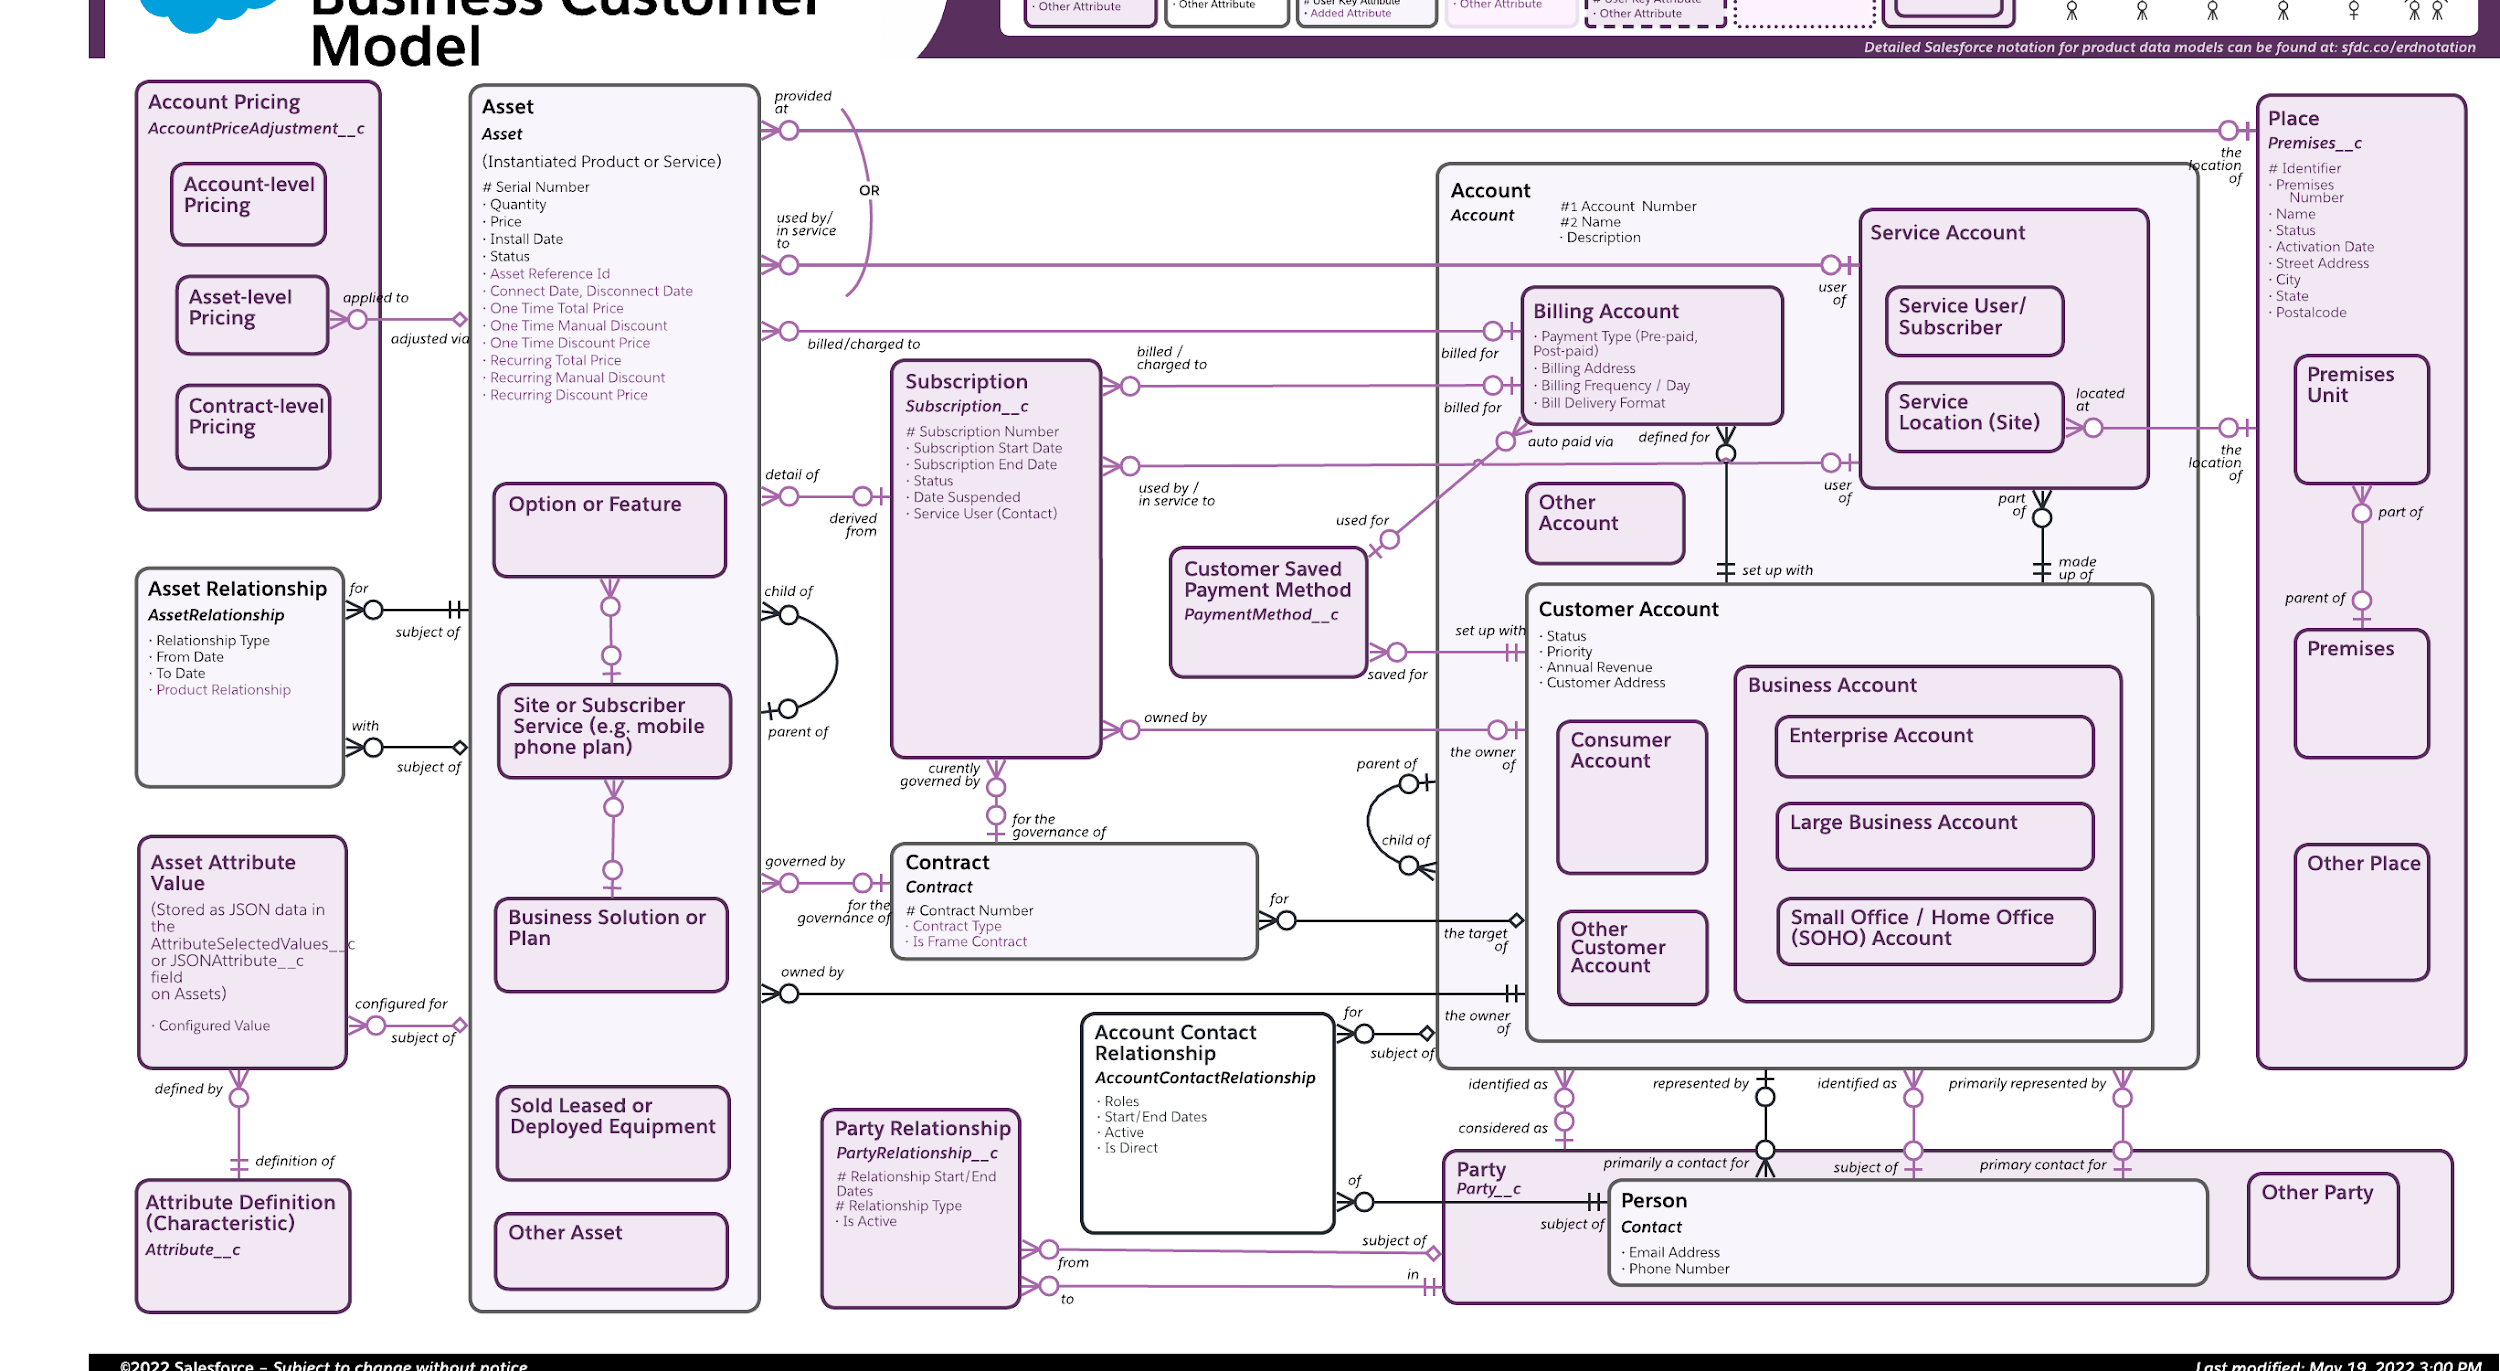 Business Customer
Model
· Other Attribute
· Other Attribute
# User Key Attribute
· Added Attribute
· Other Attribute
# User Key Attribute
· Other Attribute
Detailed Salesforce notation for product data models can be found at: sfdc.co/erdnotation
Account Pricing
AccountPriceAdjustment__c
Account-level
Pricing
Asset-level
Pricing
Contract-level
Pricing
applied to
adjusted via
Asset
Asset
(Instantiated Product or Service)
# Serial Number
· Quantity
· Price
· Install Date
· Status
· Asset Reference Id
· Connect Date, Disconnect Date
· One Time Total Price
· One Time Manual Discount
· One Time Discount Price
· Recurring Total Price
· Recurring Manual Discount
· Recurring Discount Price
Option or Feature
Site or Subscriber
Service (e.g. mobile
phone plan)
Business Solution or
Plan
Sold Leased or
Deployed Equipment
Other Asset
Asset Relationship
AssetRelationship
· Relationship Type
· From Date
· To Date
· Product Relationship
for
subject of
with
subject of
Asset Attribute
Value
(Stored as JSON data in
the
AttributeSelectedValues__c
or JSONAttribute__c
field
on Assets)
· Configured Value
configured for
subject of
defined by
definition of
Attribute Definition
(Characteristic)
Attribute__c
provided
at
OR
used by/
in service
to
billed/charged to
detail of
derived
from
child of
parent of
governed by
for the
governance of
owned by
Subscription
Subscription__c
# Subscription Number
· Subscription Start Date
· Subscription End Date
· Status
· Date Suspended
· Service User (Contact)
billed /
charged to
used by /
in service to
owned by
curently
governed by
for the
governance of
Contract
Contract
# Contract Number
· Contract Type
· Is Frame Contract
for
the target
of
Customer Saved
Payment Method
PaymentMethod__c
used for
saved for
set up with
the owner
of
parent of
child of
the owner
of
Account
Account
#1 Account Number
#2 Name
· Description
Billing Account
· Payment Type (Pre-paid,
Post-paid)
· Billing Address
· Billing Frequency / Day
· Bill Delivery Format
billed for
billed for
auto paid via
defined for
set up with
Other
Account
Service Account
Service User/
Subscriber
Service
Location (Site)
user
of
user
of
located
at
part
of
made
up of
Customer Account
· Status
· Priority
· Annual Revenue
· Customer Address
Consumer
Account
Other
Customer
Account
Business Account
Enterprise Account
Large Business Account
Small Office / Home Office
(SOHO) Account
the
location
of
the
location
of
Place
Premises__c
# Identifier
· Premises
Number
· Name
· Status
· Activation Date
· Street Address
· City
· State
· Postalcode
Premises
Unit
part of
parent of
Premises
Other Place
Account Contact
Relationship
AccountContactRelationship
· Roles
· Start/End Dates
· Active
· Is Direct
for
subject of
of
subject of
Party Relationship
PartyRelationship__c
# Relationship Start/End
Dates
# Relationship Type
· Is Active
from
to
subject of
in
identified as
considered as
represented by
primarily a contact for
identified as
subject of
primarily represented by
primary contact for
Party
Party__c
Person
Contact
· Email Address
· Phone Number
Other Party
©2022 Salesforce – Subject to change without notice
Last modified: May 19, 2022 3:00 PM